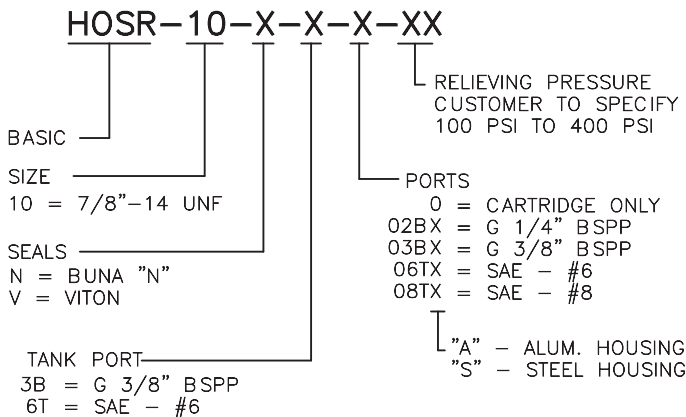 HOSR-10-X-X-X-XX
RELIEVING PRESSURE
CUSTOMER TO SPECIFY
100 PSI TO 400 PSI
BASIC
SIZE
10 = 7/8"-14 UNF
PORTS
0 = CARTRIDGE ONLY
02BX = G 1/4" BSPP
03BX = G 3/8" BSPP
06TX = SAE - #6
08TX = SAE - #8
SEALS
N = BUNA "N"
V = VITON
"A" - ALUM. HOUSING
"S" - STEEL HOUSING
TANK PORT
3B = G 3/8" BSPP
6T = SAE - #6